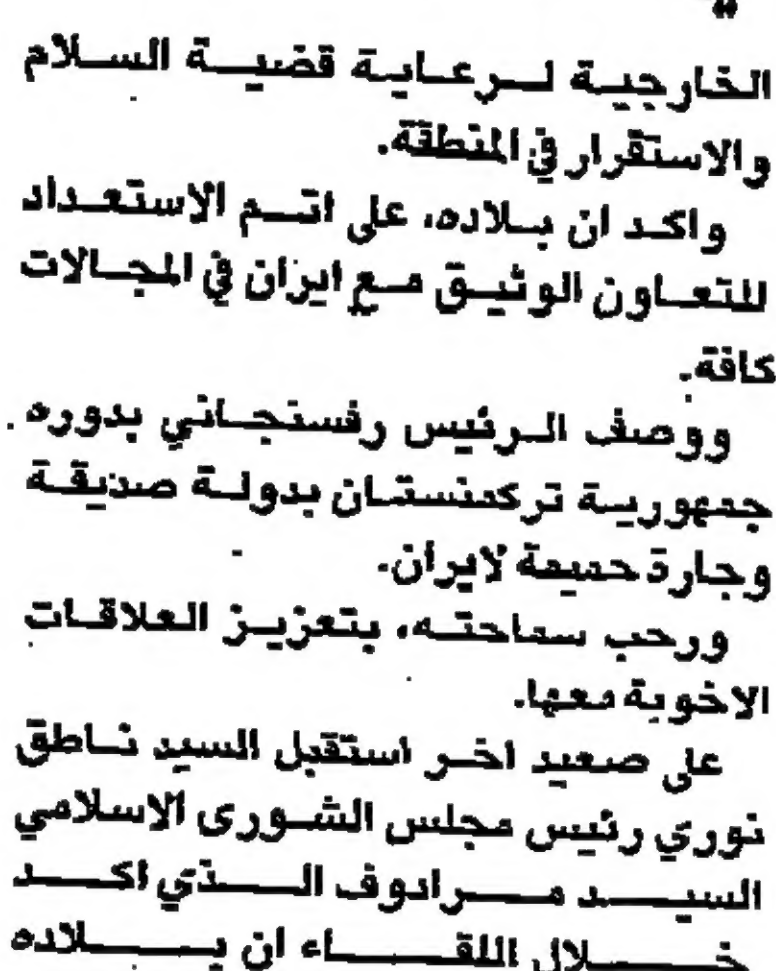 الخارجية لرعاية قضية السلام
والاستقرار في المنطقة.
واكد ان بلاده، على اتم الاستعداد
للتعاون الوثيق مع ايران في المجالات
كافة.
ووصف الرئيس رفسنجاني بدوره
جمهورية تركمنستان بدولة صديقة
وجارة حميمة لايران.
ورحب سماحته، بتعزيز العلاقات
الاخوية معها.
على صعيد اخر استقبل السيد ناطق
نوري رئيس مجلس الشورى الاسلامي
السيد مرادوف الذي اكد
خلال اللقاء ان بلاده